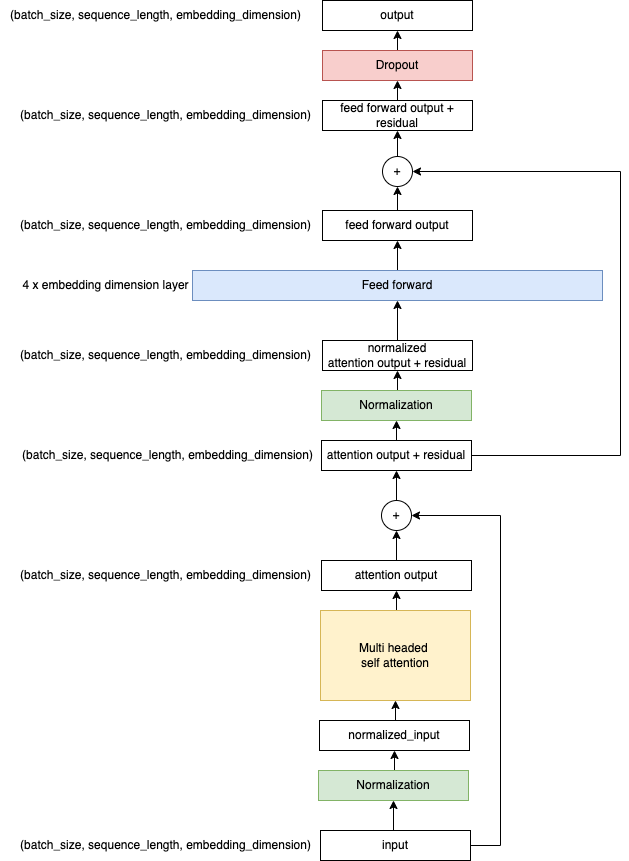 (batch_size, sequence_length, embedding_dimension)
output
Dropout
(batch_size, sequence_length, embedding_dimension)
feed forward output +
residual
+
(batch_size, sequence_length, embedding_dimension)
feed forward output
4 x embedding dimension layer
Feed forward
(batch_size, sequence_length, embedding_dimension)
normalized
attention output + residual
Normalization
(batch_size, sequence_length, embedding_dimension)
attention output + residual
+
(batch_size, sequence_length, embedding_dimension)
attention output
Multi headed
self attention
normalized_input
Normalization
(batch_size, sequence_length, embedding_dimension)
input